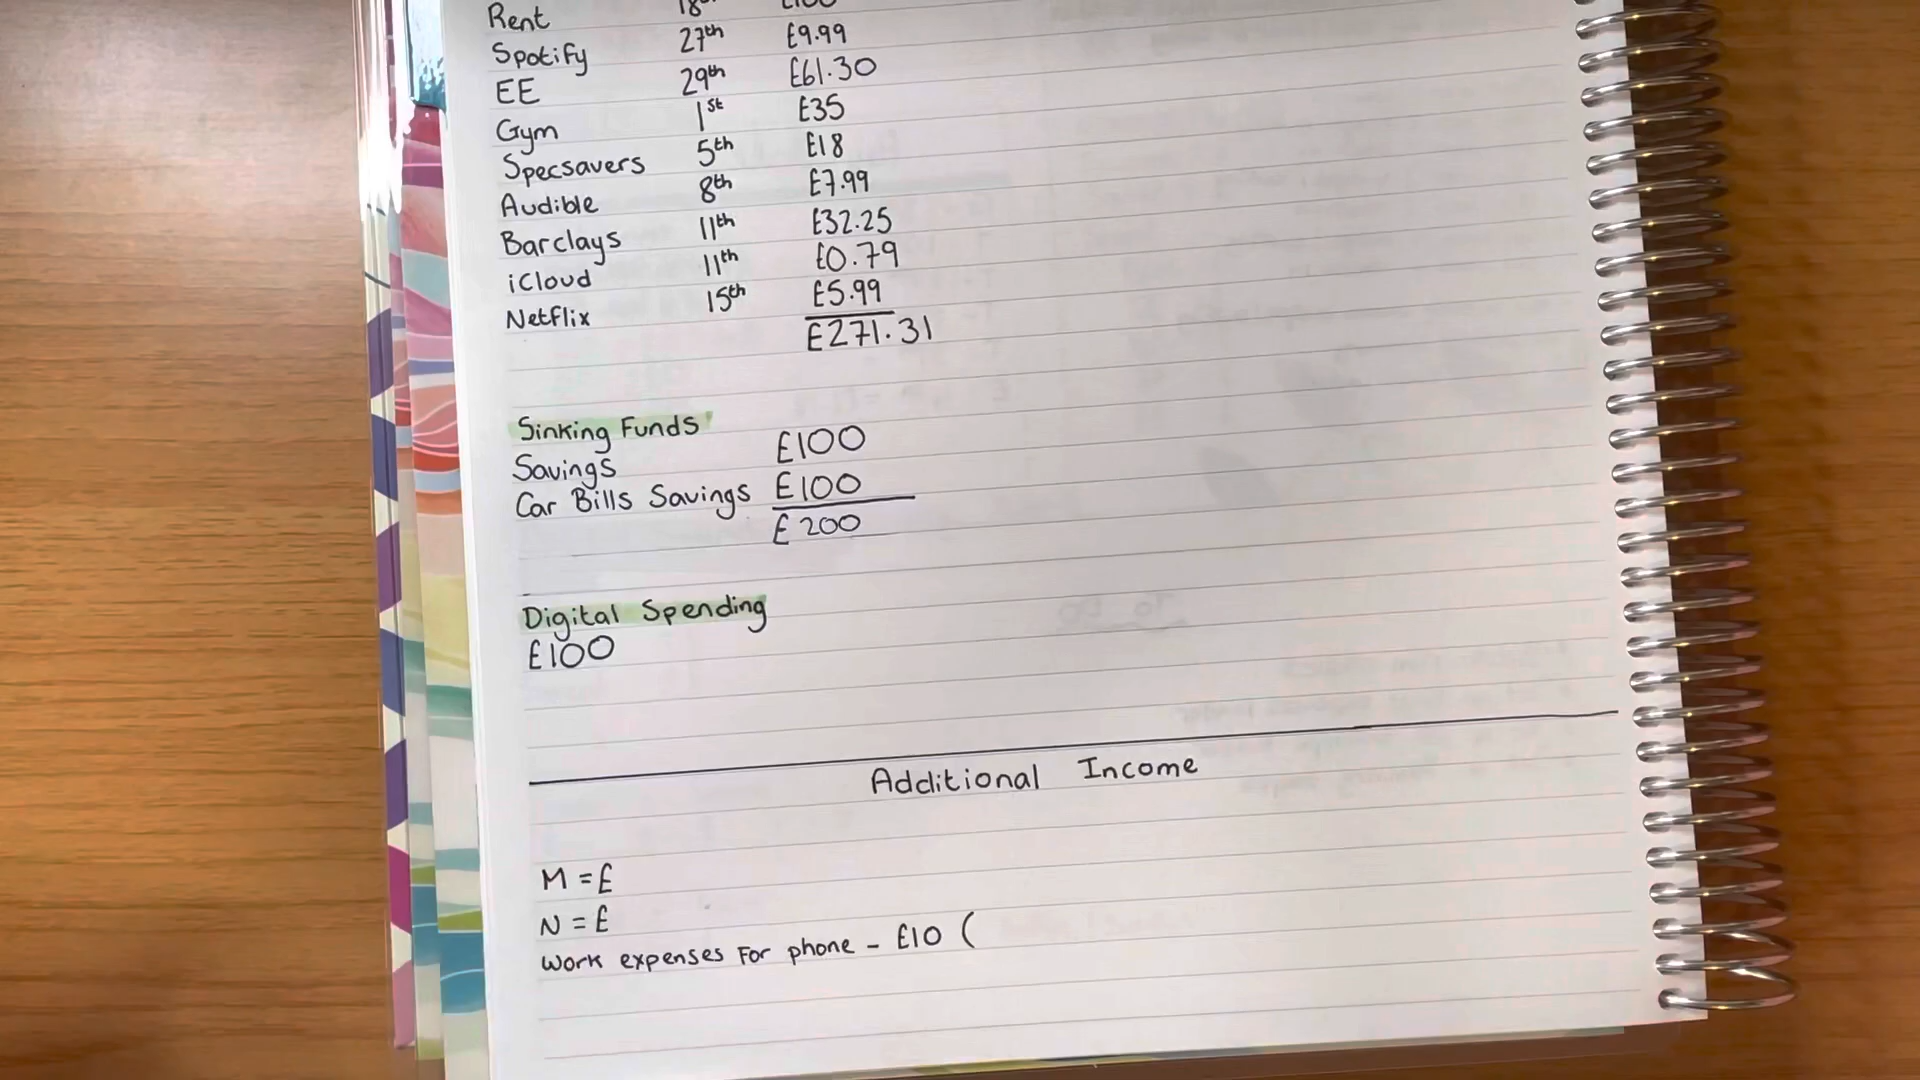 Rent 18th £100
Spotify 27th £9.99
EE 29th £61.30
Gym 1st £35
Specsavers 5th £18
Audible 8th £7.99
Barclays 11th £32.25
iCloud 11th £0.79
Netflix 15th £5.99
£271.31
Sinking Funds
Savings £100
Car Bills Savings £100
£200
Digital Spending
£100
Additional Income
M = £
N = £
Work expenses for phone - £10 (